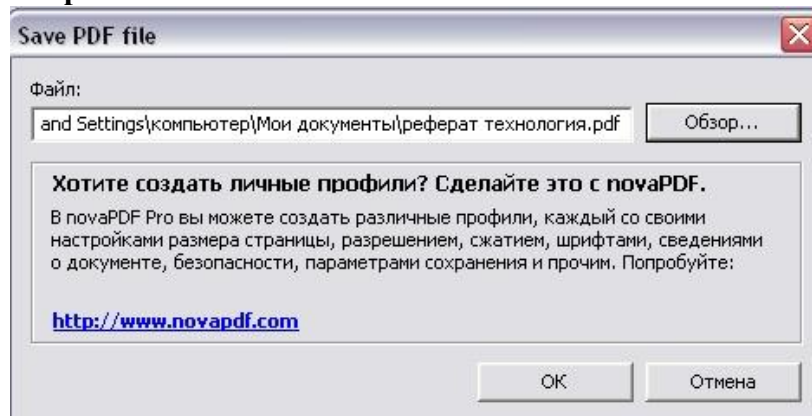 Save PDF file
Файл:
and Settings\компьютер\Мои документы\реферат технология.pdf
Обзор...
Хотите создать личные профили? Сделайте это с novaPDF.
В novaPDF Pro вы можете создать различные профили, каждый со своими
настройками размера страницы, разрешением, сжатием, шрифтами, сведениями
о документе, безопасности, параметрами сохранения и прочим. Попробуйте:
http://www.novapdf.com
ОК
Отмена